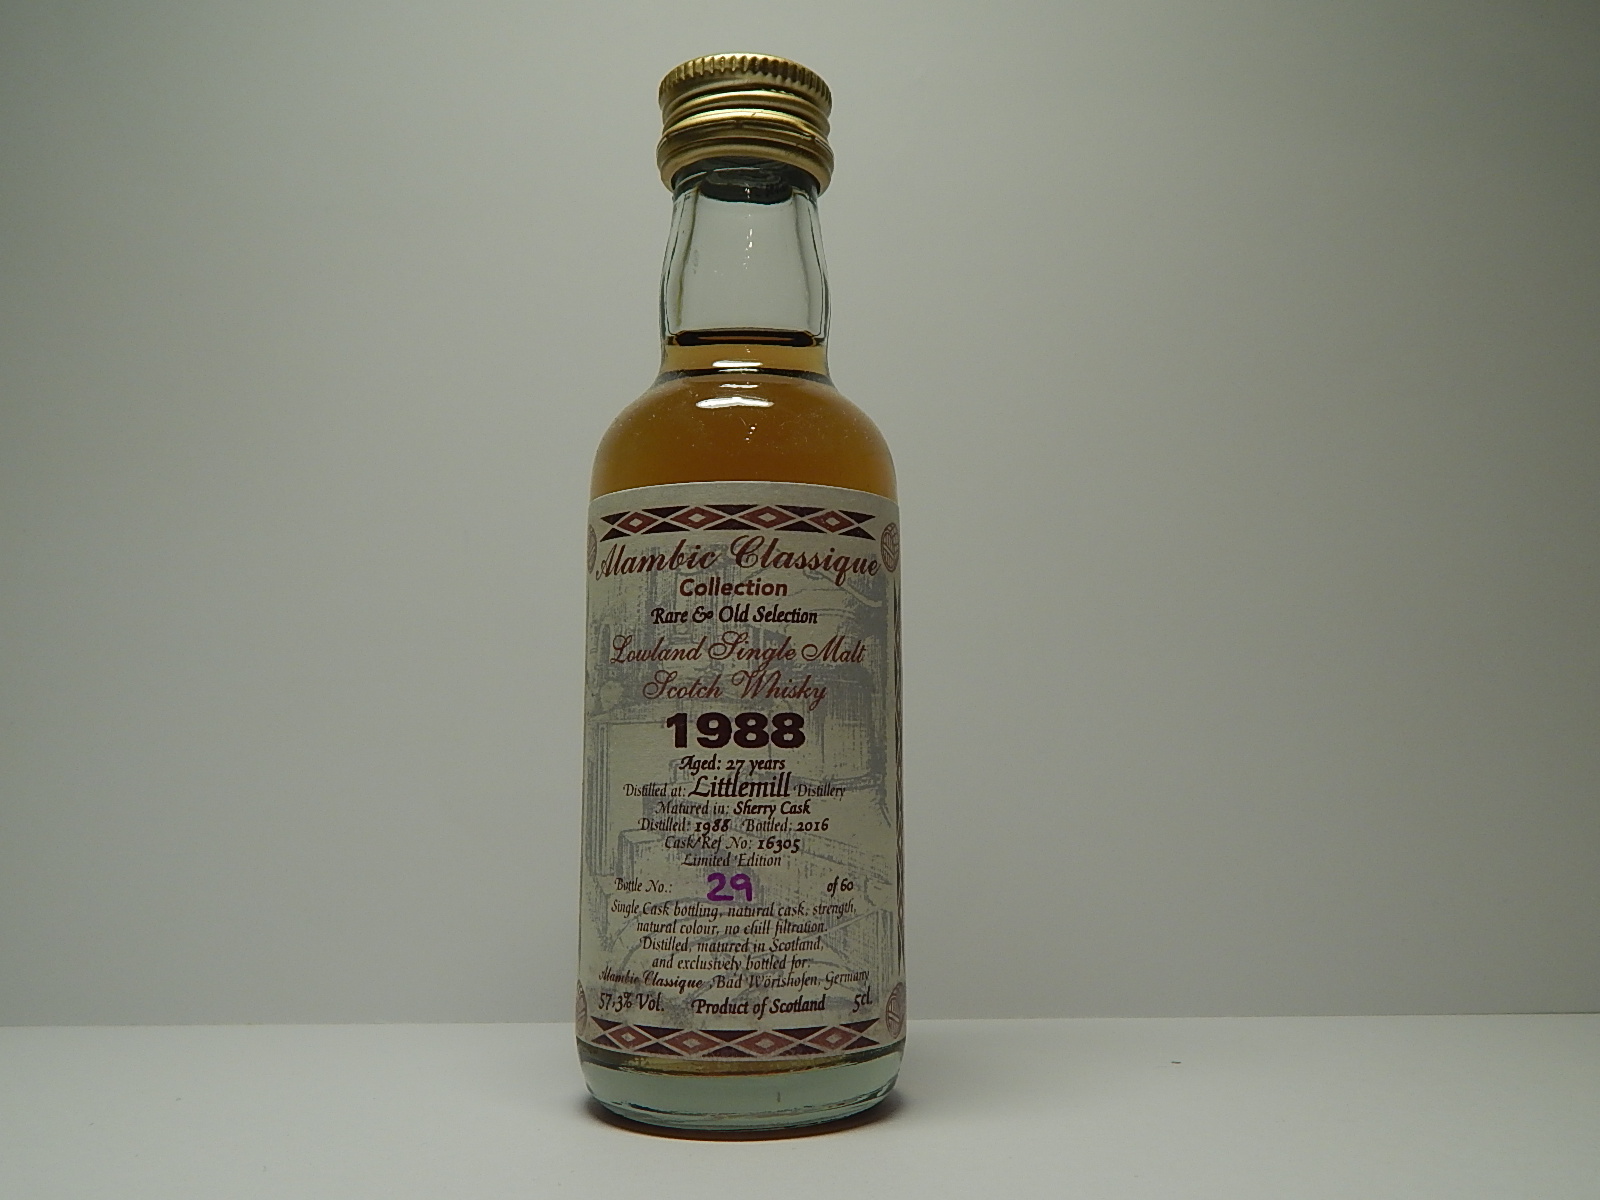 Alambic Classique
Collection
Rare & Old Selection
Lowland Single Malt
Scotch Whisky
1988
Aged: 27 years
Distilled at: Littlemill Distillery
Matured in: Sherry Cask
Distilled: 1988 Bottled: 2016
Cask/Ref No: 16305
Limited Edition
Bottle No.: 29 of 60
Single Cask bottling, natural cask strength,
natural colour, no chill filtration.
Distilled, matured in Scotland,
and exclusively bottled for:
Alambic Classique, Bad Wörishofen, Germany
57,3% Vol. Product of Scotland 5cl.